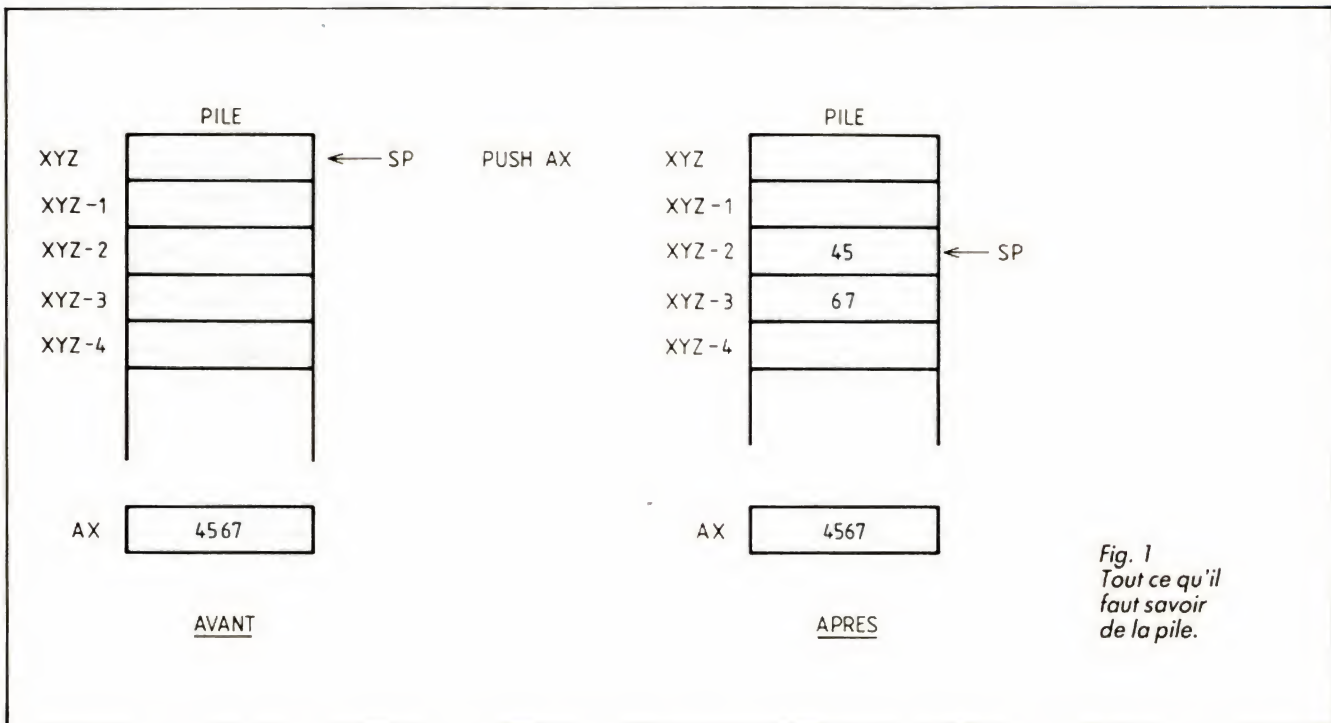 PILE
XYZ
← SP
XYZ-1
XYZ-2
XYZ-3
XYZ-4
AX 4567
AVANT
PUSH AX
PILE
XYZ
XYZ-1
XYZ-2 45 ← SP
XYZ-3 67
XYZ-4
AX 4567
APRES
Fig. 1
Tout ce qu'il
faut savoir
de la pile.